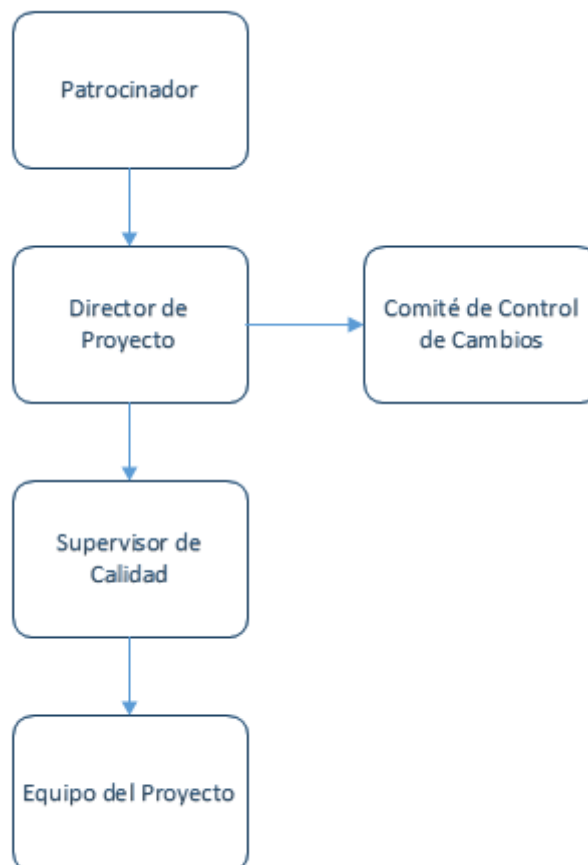 Patrocinador
Director de
Proyecto
Comité de Control
de Cambios
Supervisor de
Calidad
Equipo del Proyecto